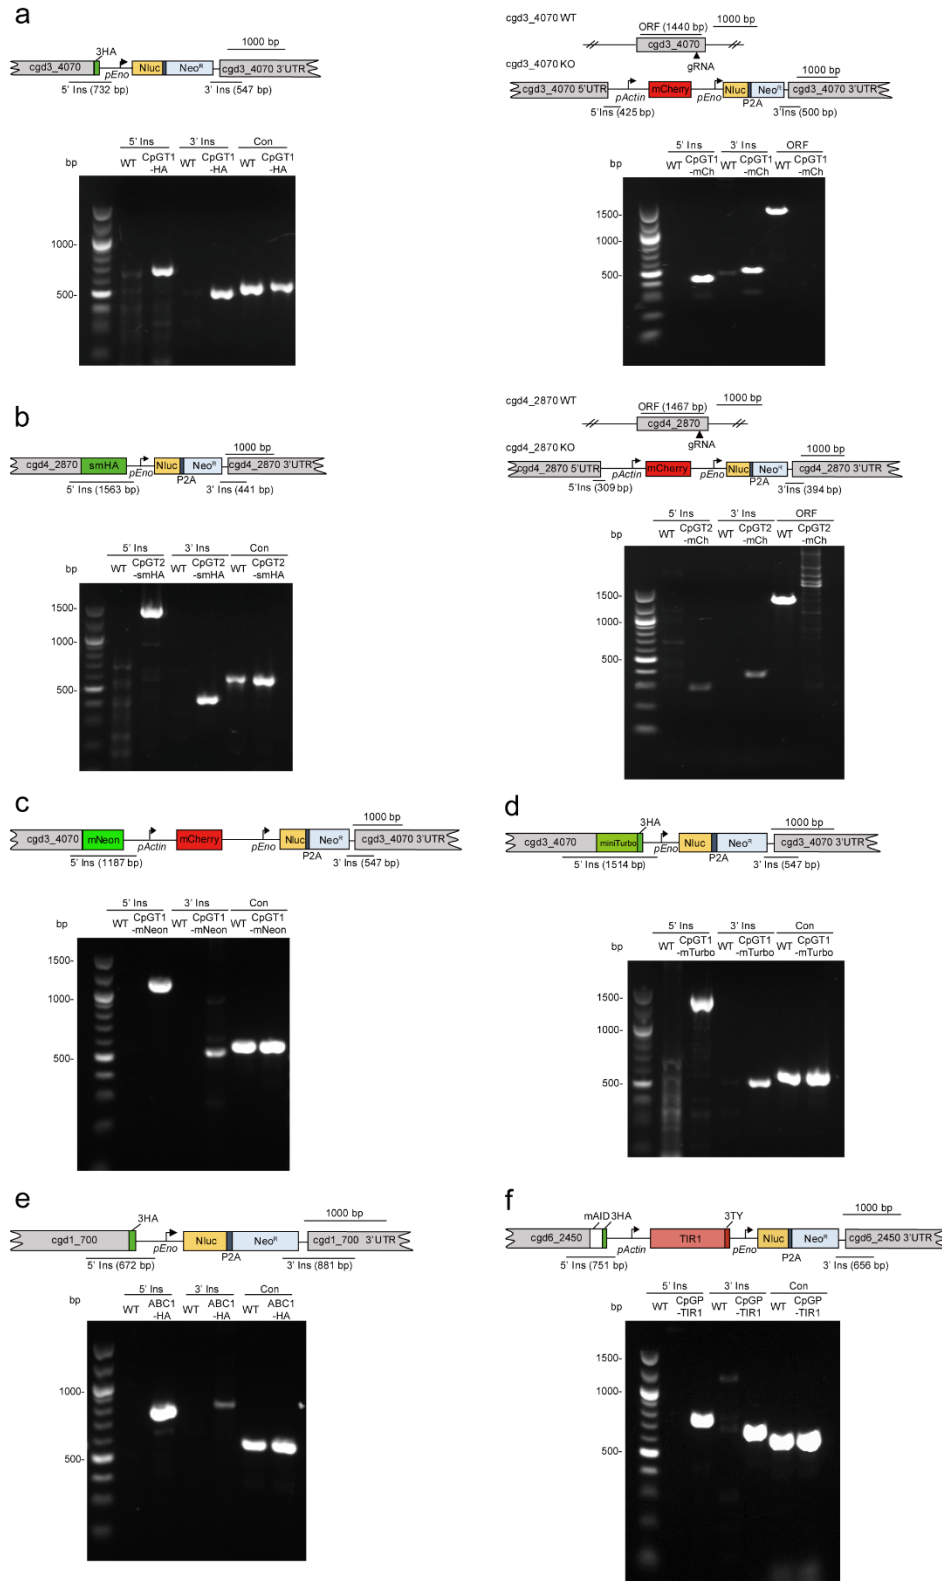 a
3HA
1000 bp
cgd3_4070
pEno
Nluc
Neo^R
cgd3_4070 3'UTR
5' Ins (732 bp)
3' Ins (547 bp)
5' Ins 3' Ins Con
bp
WT CpGT1-HA WT CpGT1-HA WT CpGT1-HA
1000-
500-
cgd3_4070 WT
ORF (1440 bp)
1000 bp
cgd3_4070
gRNA
cgd3_4070 KO
1000 bp
cgd3_4070 5'UTR
pActin
mCherry
pEno
Nluc
Neo^R
cgd3_4070 3'UTR
P2A
5'Ins (425 bp)
3'Ins (500 bp)
5' Ins 3' Ins ORF
bp
WT CpGT1-mCh WT CpGT1-mCh WT CpGT1-mCh
1500-
1000-
500-
b
1000 bp
cgd4_2870
smHA
pEno
Nluc
Neo^R
cgd4_2870 3'UTR
P2A
5' Ins (1563 bp)
3' Ins (441 bp)
5' Ins 3' Ins Con
bp
WT CpGT2-smHA WT CpGT2-smHA WT CpGT2-smHA
1500-
1000-
500-
cgd4_2870 WT
ORF (1467 bp)
1000 bp
cgd4_2870
gRNA
cgd4_2870 KO
1000 bp
cgd4_2870 5'UTR
pActin
mCherry
pEno
Nluc
Neo^R
cgd4_2870 3'UTR
P2A
5'Ins (309 bp)
3'Ins (394 bp)
5' Ins 3' Ins ORF
bp
WT CpGT2-mCh WT CpGT2-mCh WT CpGT2-mCh
1500-
1000-
500-
c
1000 bp
cgd3_4070
mNeon
pActin
mCherry
pEno
Nluc
Neo^R
cgd3_4070 3'UTR
P2A
5' Ins (1187 bp)
3' Ins (547 bp)
5' Ins 3' Ins Con
bp
WT CpGT1-mNeon WT CpGT1-mNeon WT CpGT1-mNeon
1500-
1000-
500-
d
3HA
1000 bp
cgd3_4070
miniTurbo
pEno
Nluc
Neo^R
cgd3_4070 3'UTR
P2A
5' Ins (1514 bp)
3' Ins (547 bp)
5' Ins 3' Ins Con
bp
WT CpGT1-mTurbo WT CpGT1-mTurbo WT CpGT1-mTurbo
1500-
1000-
500-
e
3HA
1000 bp
cgd1_700
pEno
Nluc
Neo^R
cgd1_700 3'UTR
P2A
5' Ins (672 bp)
3' Ins (881 bp)
5' Ins 3' Ins Con
bp
WT ABC1-HA WT ABC1-HA WT ABC1-HA
1000-
500-
f
mAID 3HA
3TY
1000 bp
cgd6_2450
pActin
TIR1
pEno
Nluc
Neo^R
cgd6_2450 3'UTR
P2A
5' Ins (751 bp)
3' Ins (656 bp)
5' Ins 3' Ins Con
bp
WT CpGP-TIR1 WT CpGP-TIR1 WT CpGP-TIR1
1500-
1000-
500-